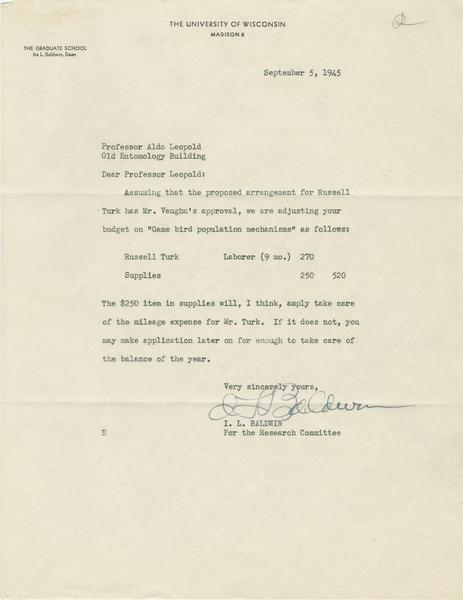 THE UNIVERSITY OF WISCONSIN
MADISON 6
THE GRADUATE SCHOOL
Ira L. Baldwin, Dean
September 5, 1945
Professor Aldo Leopold
Old Entomology Building
Dear Professor Leopold:
Assuming that the proposed arrangement for Russell
Turk has Mr. Vaughn's approval, we are adjusting your
budget on "Game bird population mechanisms" as follows:
Russell Turk Laborer (9 mo.) 270
Supplies 250 520
The $250 item in supplies will, I think, amply take care
of the mileage expense for Mr. Turk. If it does not, you
may make application later on for enough to take care of
the balance of the year.
Very sincerely yours,
I L Baldwin
I. L. BALDWIN
R For the Research Committee